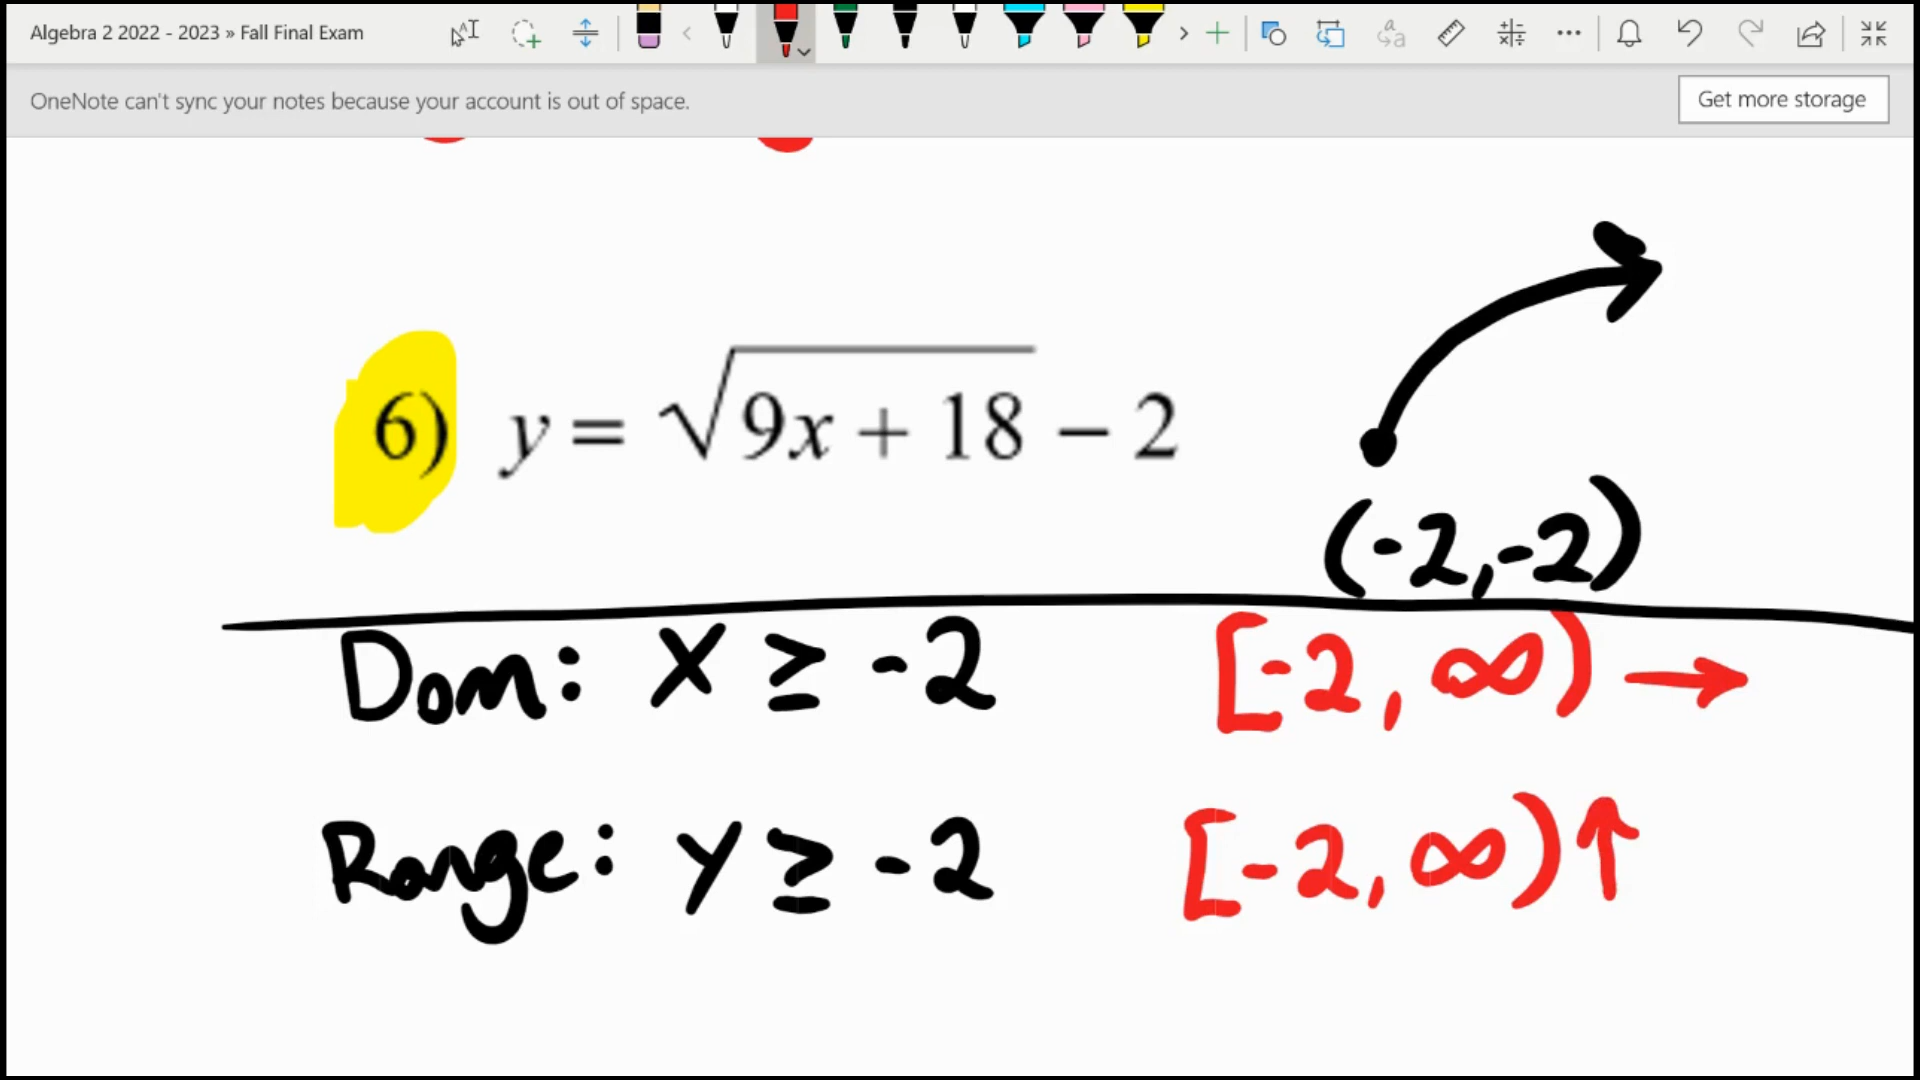 Algebra 2 2022 - 2023 » Fall Final Exam
OneNote can't sync your notes because your account is out of space.
Get more storage
6) y = √9x + 18 − 2
(-2,-2)
Dom: x ≥ -2 [-2, ∞) →
Range: y ≥ -2 [-2, ∞) ↑